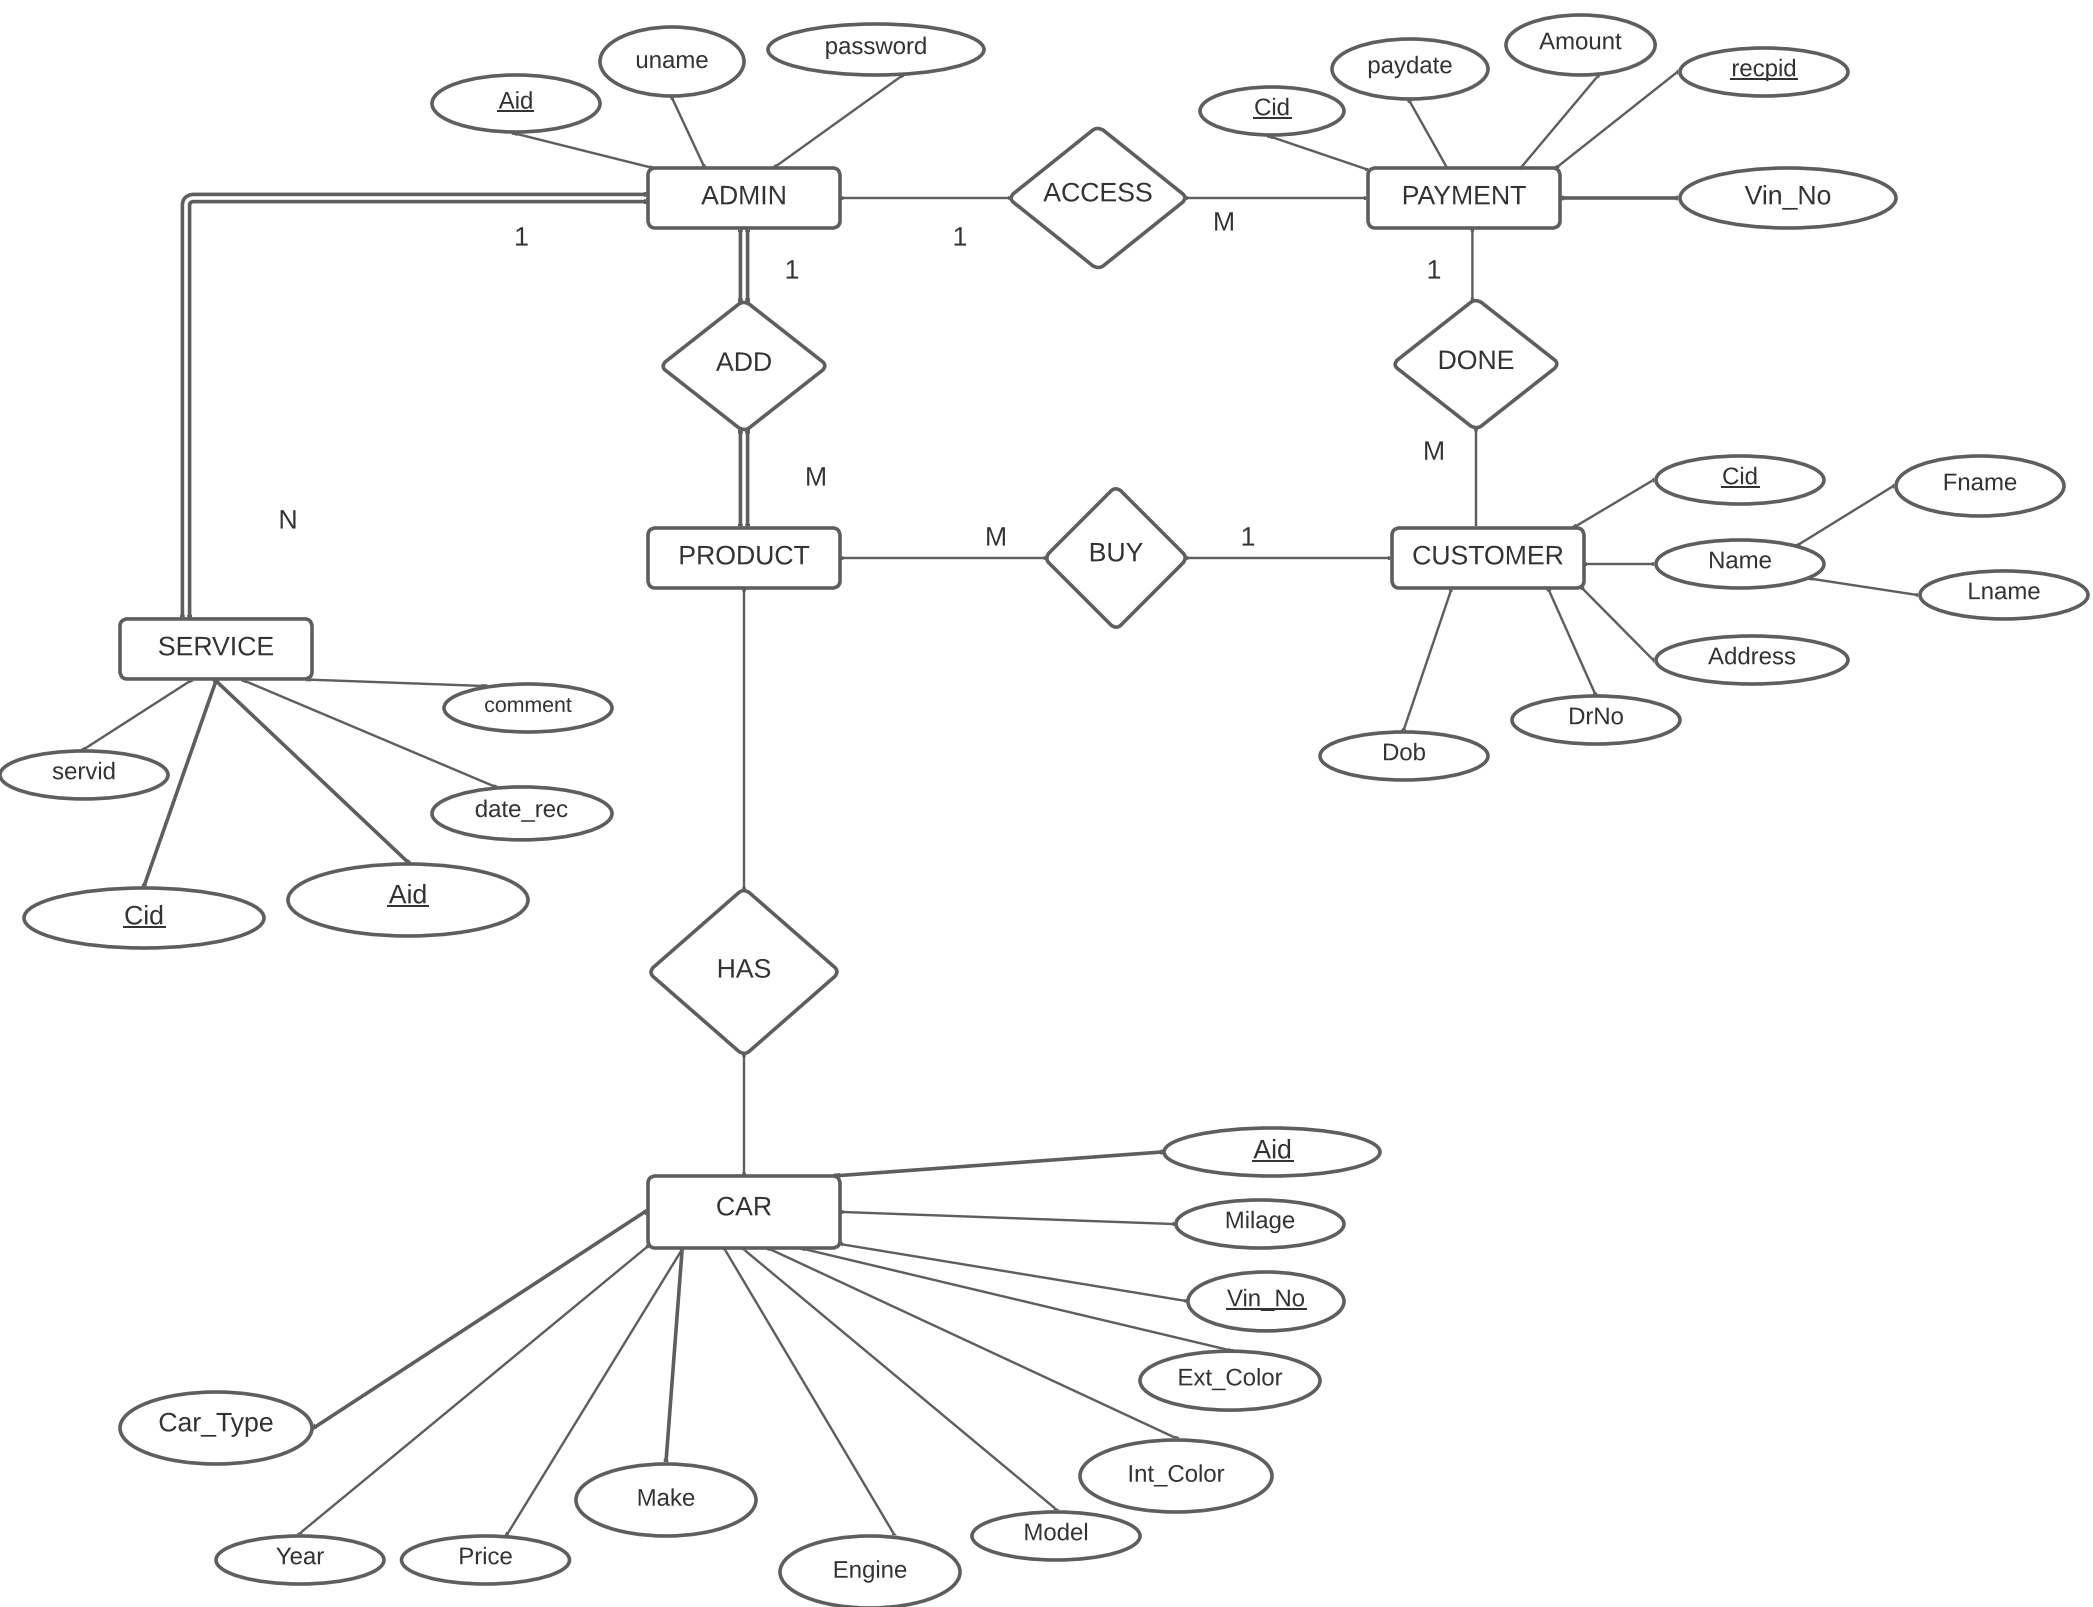 password
Amount
uname
paydate
recpid
Aid
Cid
ADMIN
ACCESS
PAYMENT
Vin_No
1
1
M
1
1
ADD
DONE
M
M
Cid
Fname
N
M
1
PRODUCT
BUY
CUSTOMER
Name
Lname
SERVICE
Address
comment
DrNo
servid
Dob
date_rec
Aid
Cid
HAS
Aid
CAR
Milage
Vin_No
Ext_Color
Car_Type
Int_Color
Make
Model
Year
Price
Engine